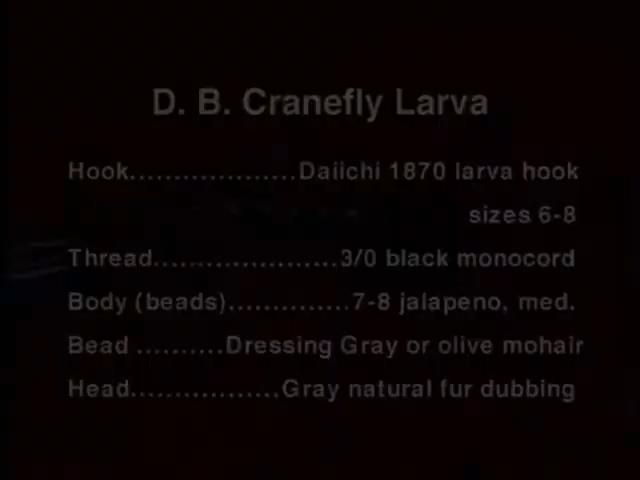 D. B. Cranefly Larva
Hook...................Daiichi 1870 larva hook
sizes 6-8
Thread.....................3/0 black monocord
Body (beads)..............7-8 jalapeno, med.
Bead ..........Dressing Gray or olive mohair
Head.................Gray natural fur dubbing